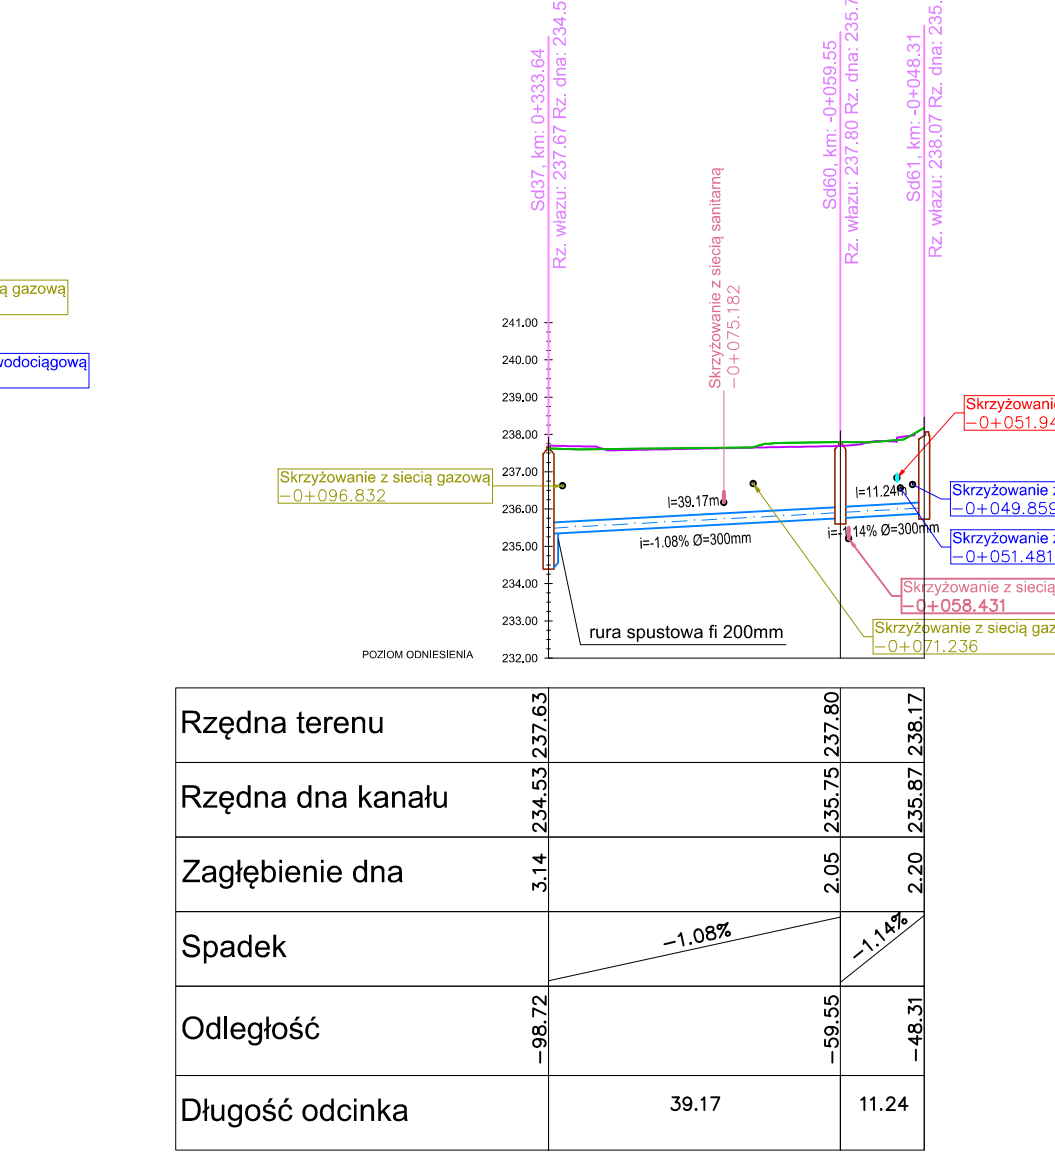 Sd37, km: 0+333.64
Rz. włazu: 237.67 Rz. dna: 234.5
Sd60, km: -0+059.55
Rz. włazu: 237.80 Rz. dna: 235.7
Sd61, km: -0+048.31
Rz. włazu: 238.07 Rz. dna: 235.
Skrzyżowanie z siecią sanitarną
-0+075.182
ą gazową
wodociągową
241.00
240.00
239.00
238.00
237.00
236.00
235.00
234.00
233.00
232.00
Skrzyżowanie
-0+051.94
Skrzyżowanie z siecią gazową
-0+096.832
l=39.17m
l=11.24m
Skrzyżowanie z
-0+049.859
i=-1.08% Ø=300mm
i=-1.14% Ø=300mm
Skrzyżowanie z
-0+051.481
Skrzyżowanie z siecią
-0+058.431
rura spustowa fi 200mm
Skrzyżowanie z siecią gaz
-0+071.236
POZIOM ODNIESIENIA
Rzędna terenu 237.63 237.80 238.17
Rzędna dna kanału 234.53 235.75 235.87
Zagłębienie dna 3.14 2.05 2.20
Spadek -1.08% -1.14%
Odległość -98.72 -59.55 -48.31
Długość odcinka 39.17 11.24